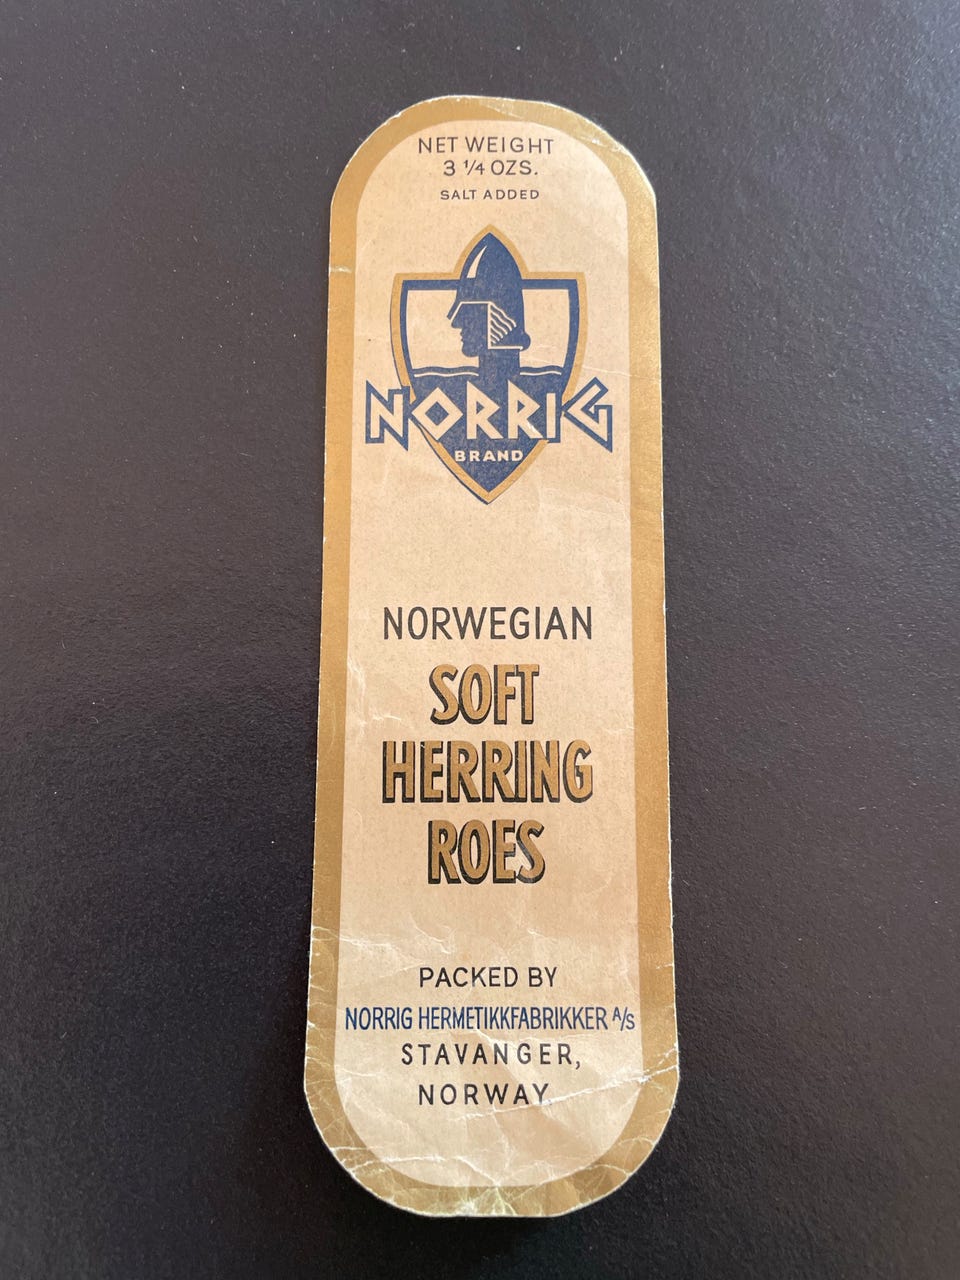 NET WEIGHT
3 1/4 OZS.
SALT ADDED
NORRIG
BRAND
NORWEGIAN
SOFT
HERRING
ROES
PACKED BY
NORRIG HERMETIKKFABRIKKER A/S
STAVANGER,
NORWAY.